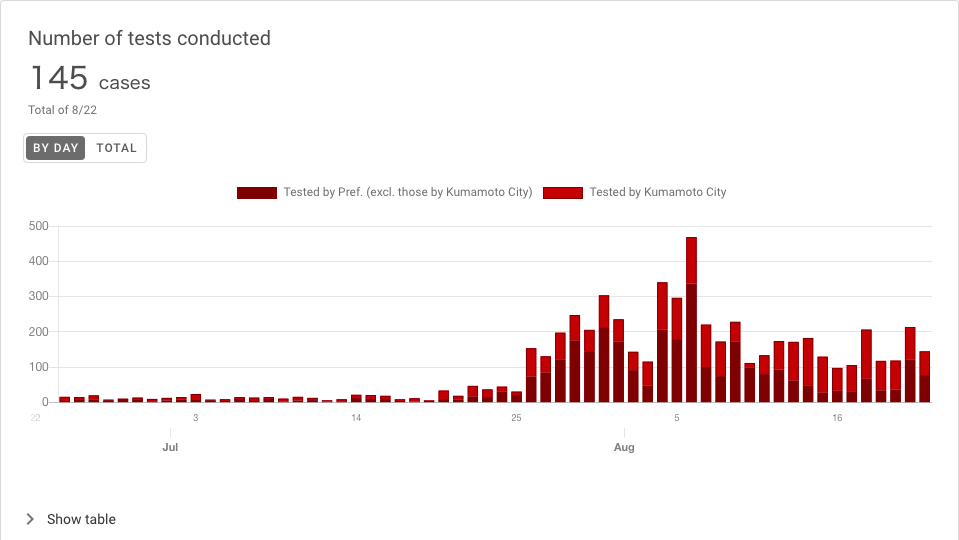 Number of tests conducted
145 cases
Total of 8/22
BY DAY TOTAL
Tested by Pref. (excl. those by Kumamoto City) Tested by Kumamoto City
500
400
300
200
100
0
22 3 14 25 5 16
Jul Aug
Show table